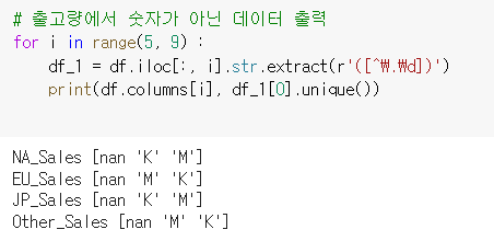 # 출고량에서 숫자가 아닌 데이터 출력
for i in range(5, 9) :
    df_1 = df.iloc[:, i].str.extract(r'([^₩.₩d])')
    print(df.columns[i], df_1[0].unique())
NA_Sales [nan 'K' 'M']
EU_Sales [nan 'M' 'K']
JP_Sales [nan 'K' 'M']
Other_Sales [nan 'M' 'K']